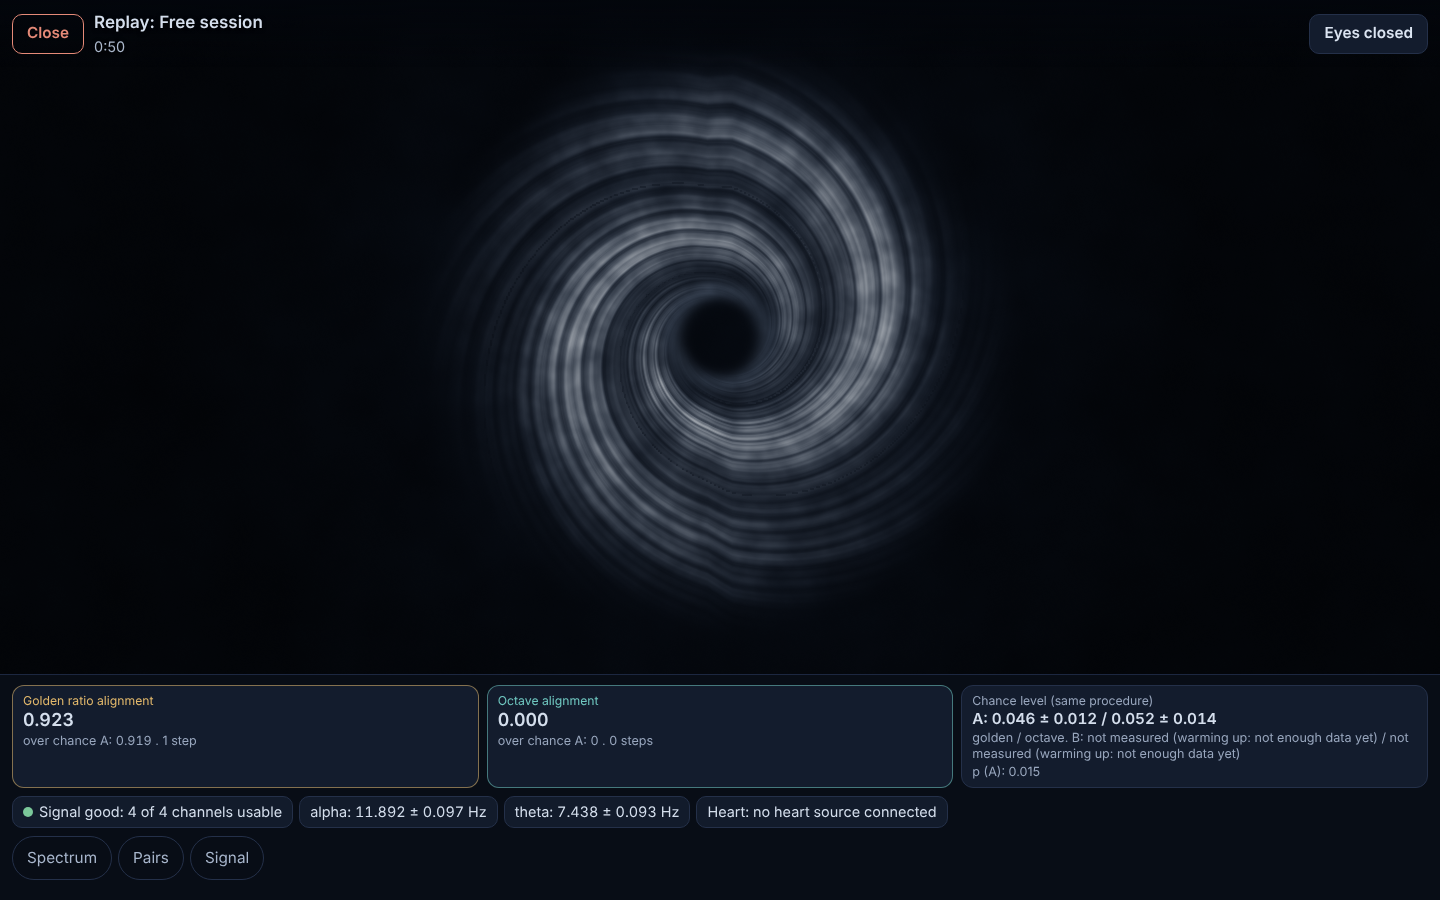 Close
Replay: Free session
0:50
Eyes closed
Golden ratio alignment
0.923
over chance A: 0.919 . 1 step
Octave alignment
0.000
over chance A: 0 . 0 steps
Chance level (same procedure)
A: 0.046 ± 0.012 / 0.052 ± 0.014
golden / octave. B: not measured (warming up: not enough data yet) / not
measured (warming up: not enough data yet)
p (A): 0.015
Signal good: 4 of 4 channels usable
alpha: 11.892 ± 0.097 Hz
theta: 7.438 ± 0.093 Hz
Heart: no heart source connected
Spectrum
Pairs
Signal